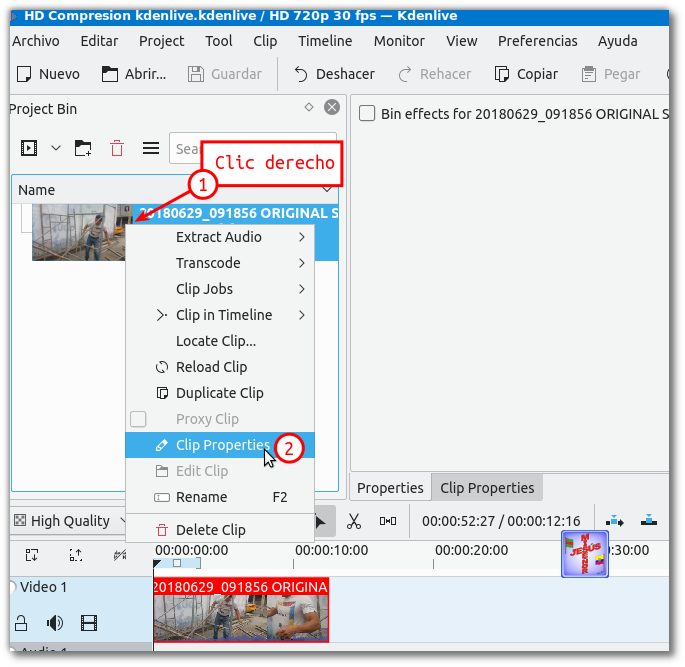 HD Compresion kdenlive.kdenlive / HD 720p 30 fps — Kdenlive
Archivo Editar Project Tool Clip Timeline Monitor View Preferencias Ayuda
Nuevo Abrir... Guardar Deshacer Rehacer Copiar Pegar
Project Bin
Bin effects for 20180629_091856 ORIGINAL S
Sea
Clic derecho
1
Name
20180629_091856 ORIGINAL S
Extract Audio
Transcode
Clip Jobs
Clip in Timeline
Locate Clip...
Reload Clip
Duplicate Clip
Proxy Clip
Clip Properties
2
Edit Clip
Rename F2
Delete Clip
Properties Clip Properties
High Quality
00:00:52:27 / 00:00:12:16
00:00:00:00 00:00:10:00 00:00:20:00 0:30:00
JESÚS
Video 1
20180629_091856 ORIGINA
Audio 1